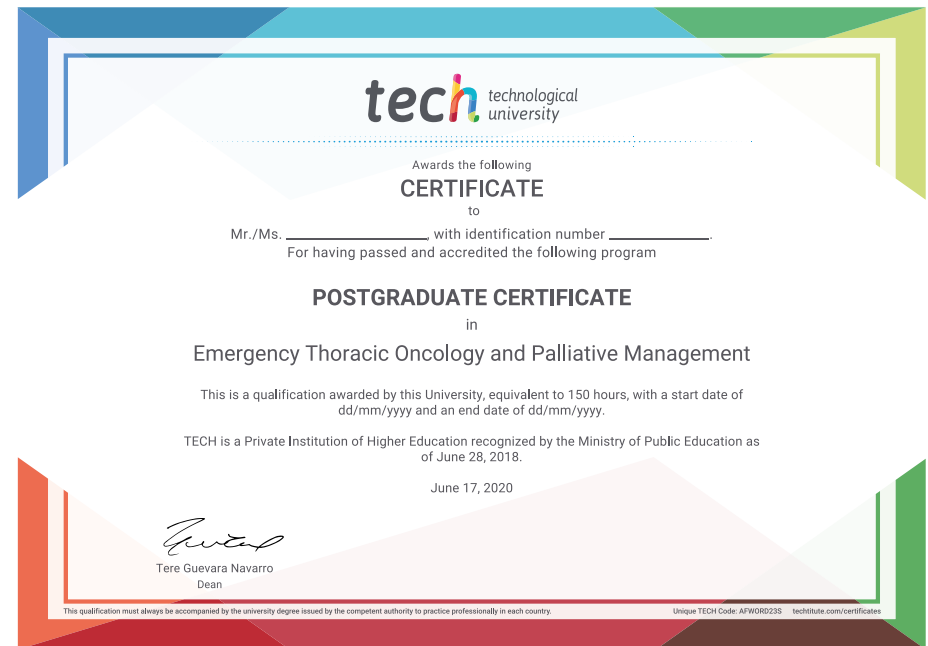 tech technological
university
Awards the following
CERTIFICATE
to
Mr./Ms. ____________________, with identification number ______________.
For having passed and accredited the following program
POSTGRADUATE CERTIFICATE
in
Emergency Thoracic Oncology and Palliative Management
This is a qualification awarded by this University, equivalent to 150 hours, with a start date of
dd/mm/yyyy and an end date of dd/mm/yyyy.
TECH is a Private Institution of Higher Education recognized by the Ministry of Public Education as
of June 28, 2018.
June 17, 2020
Tere Guevara Navarro
Dean
This qualification must always be accompanied by the university degree issued by the competent authority to practice professionally in each country. Unique TECH Code: AFWORD23S techtitute.com/certificates